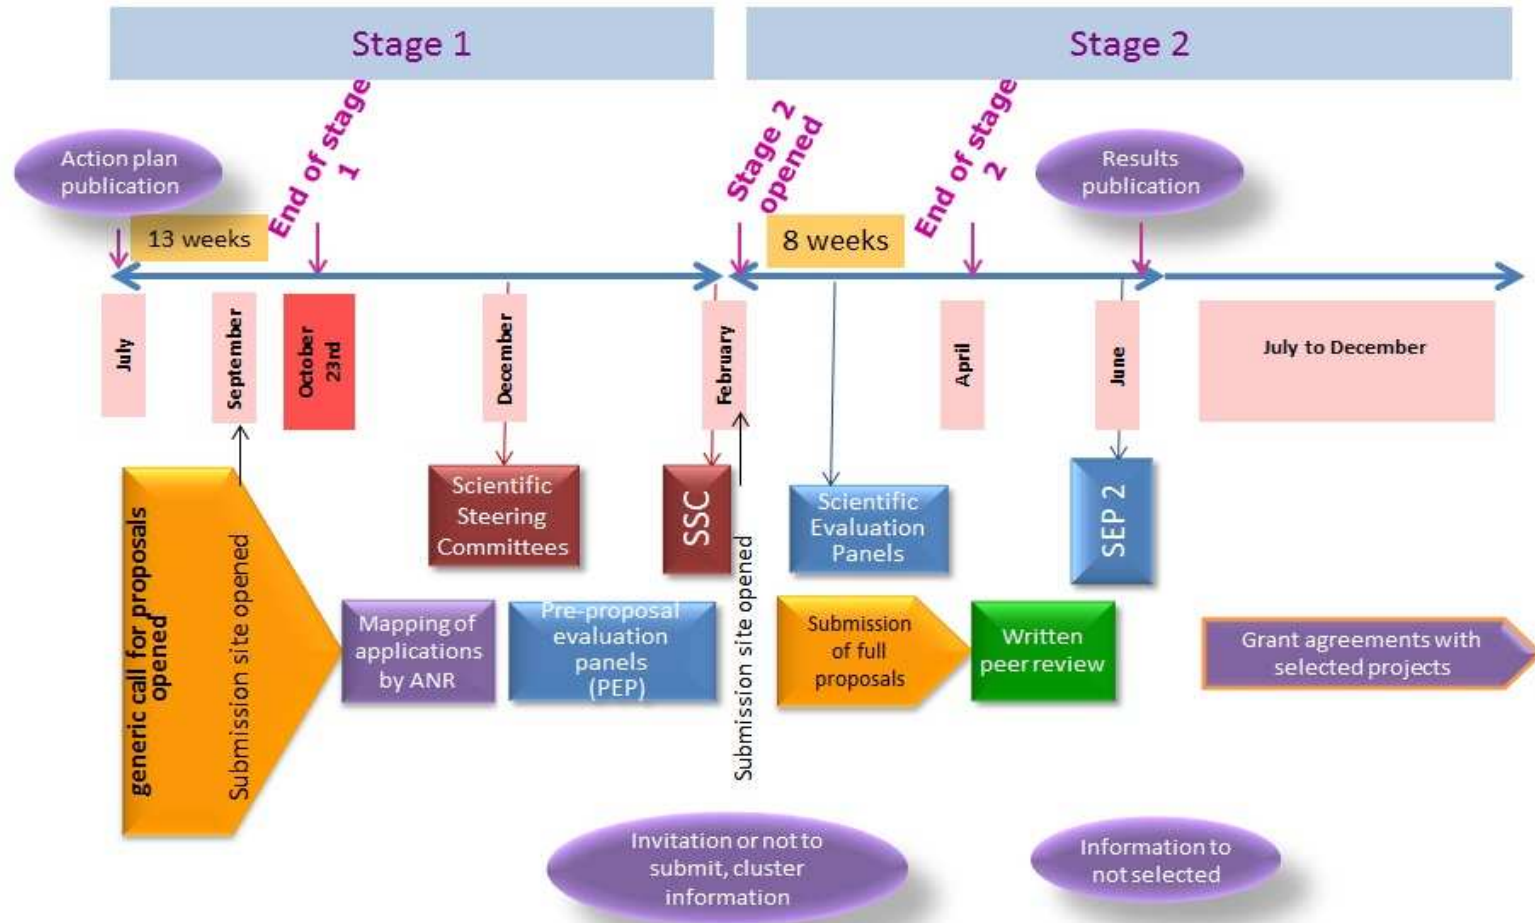 Stage 1
Stage 2
End of stage
1
Stage 2
opened
End of stage
2
Action plan
publication
Results
publication
13 weeks
8 weeks
July
September
October
23rd
December
February
April
June
July to December
generic call for proposals
opened
Submission site opened
Scientific
Steering
Committees
SSC
Submission site opened
Scientific
Evaluation
Panels
SEP 2
Mapping of
applications
by ANR
Pre-proposal
evaluation
panels
(PEP)
Submission
of full
proposals
Written
peer review
Grant agreements with
selected projects
Invitation or not to
submit, cluster
information
Information to
not selected